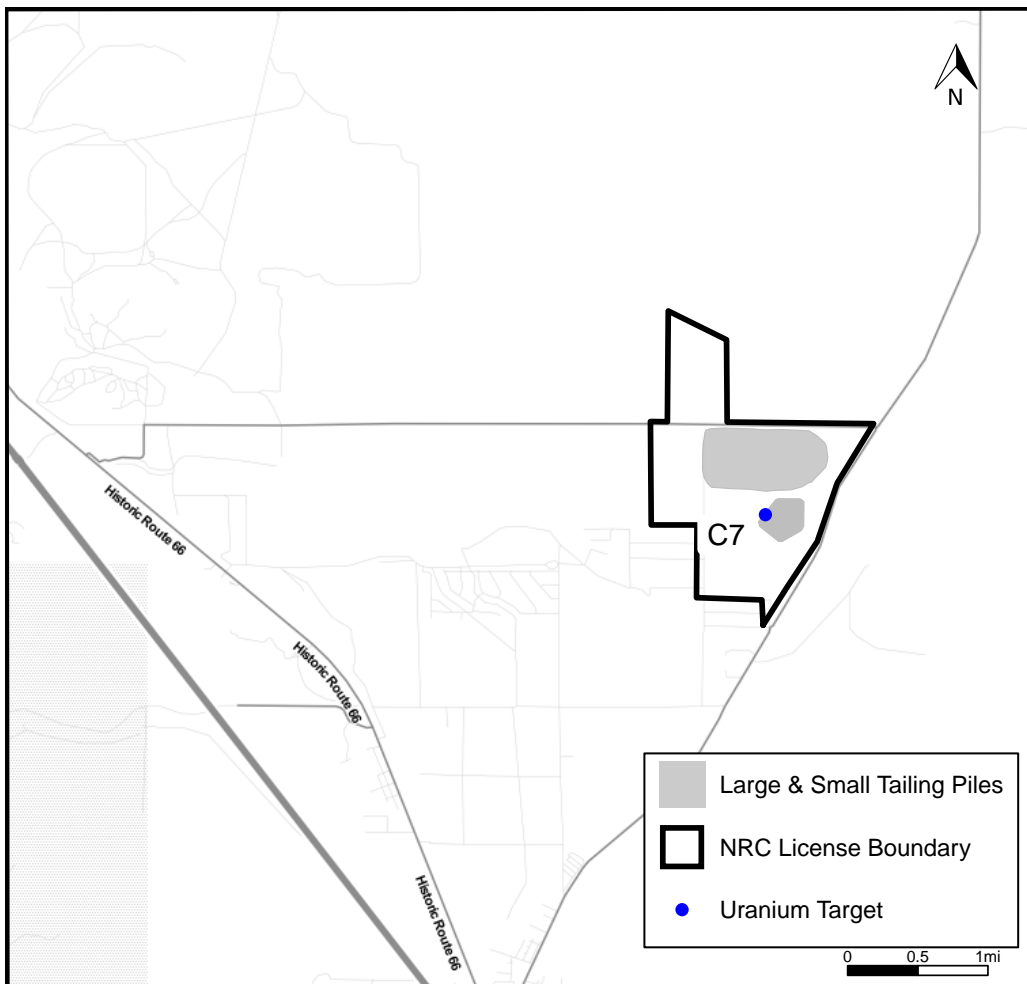 N
Historic Route 66
C7
Historic Route 66
Historic Route 66
Large & Small Tailing Piles
NRC License Boundary
Uranium Target
0 0.5 1mi